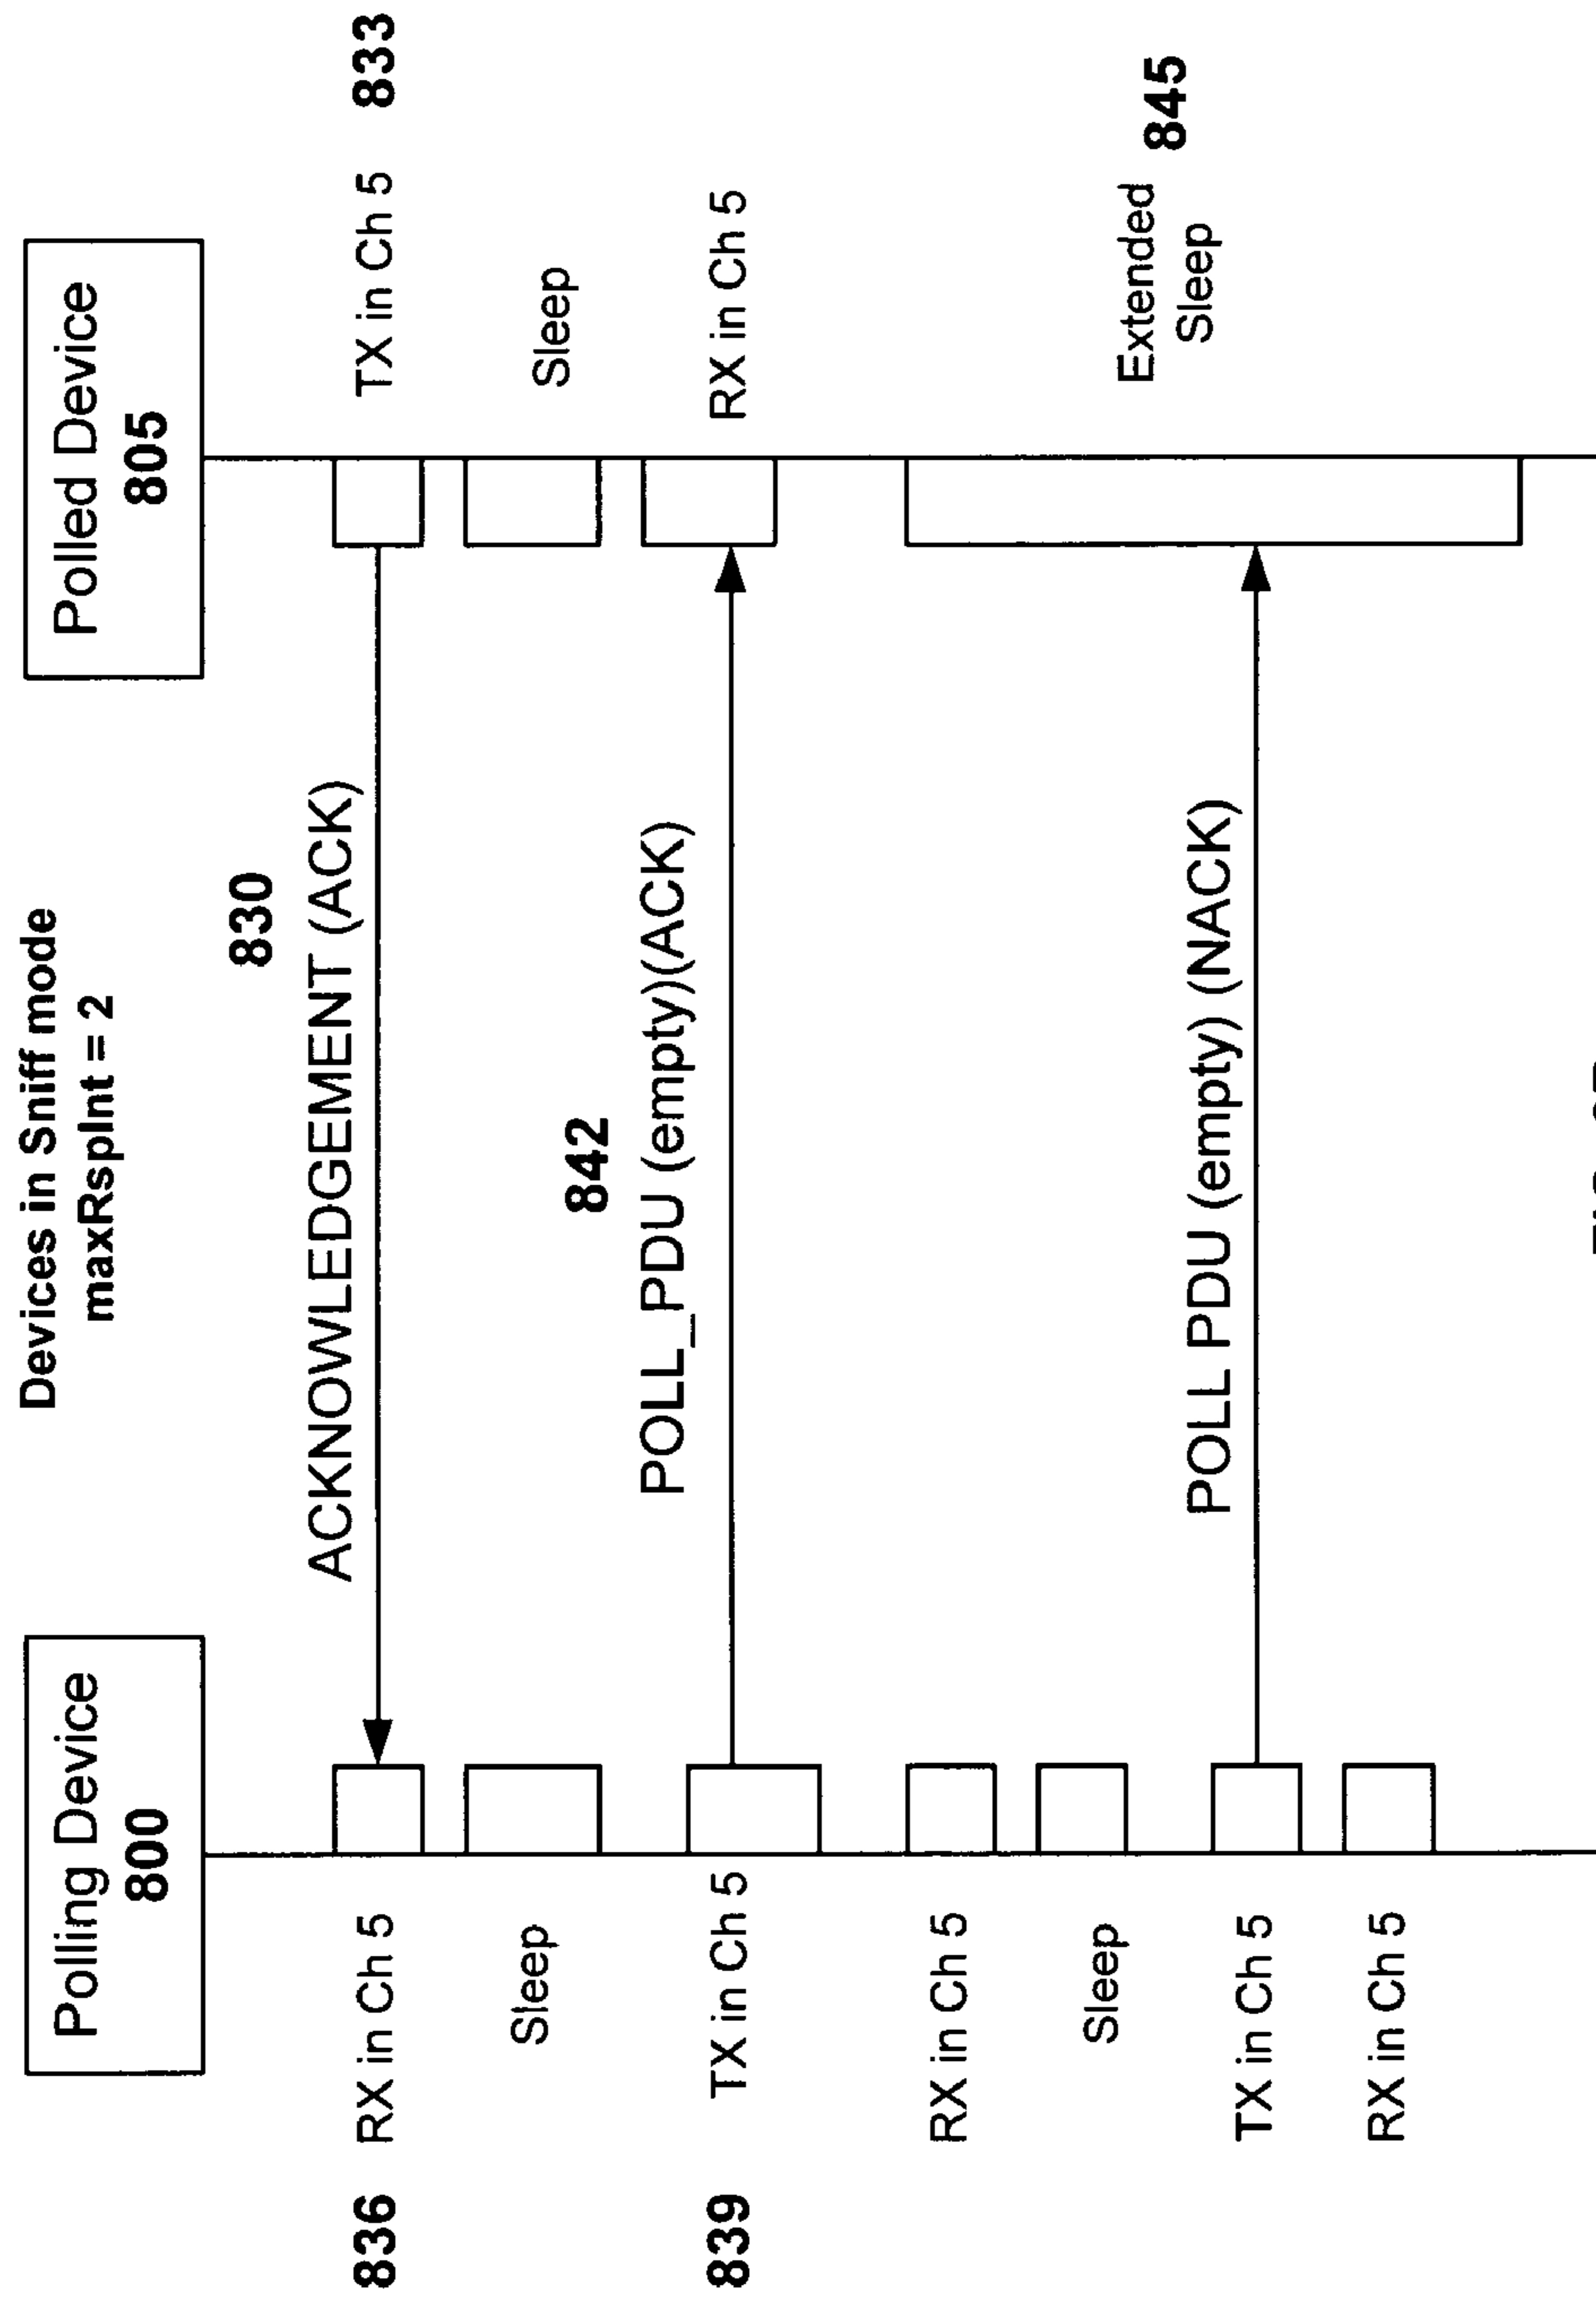 Devices in Sniff mode
maxRspInt = 2
Polling Device
800
Polled Device
805
830
836
RX in Ch 5
ACKNOWLEDGEMENT (ACK)
TX in Ch 5
833
Sleep
Sleep
842
839
TX in Ch 5
POLL_PDU (empty)(ACK)
RX in Ch 5
RX in Ch 5
Sleep
Extended
Sleep
845
TX in Ch 5
POLL PDU (empty) (NACK)
RX in Ch 5